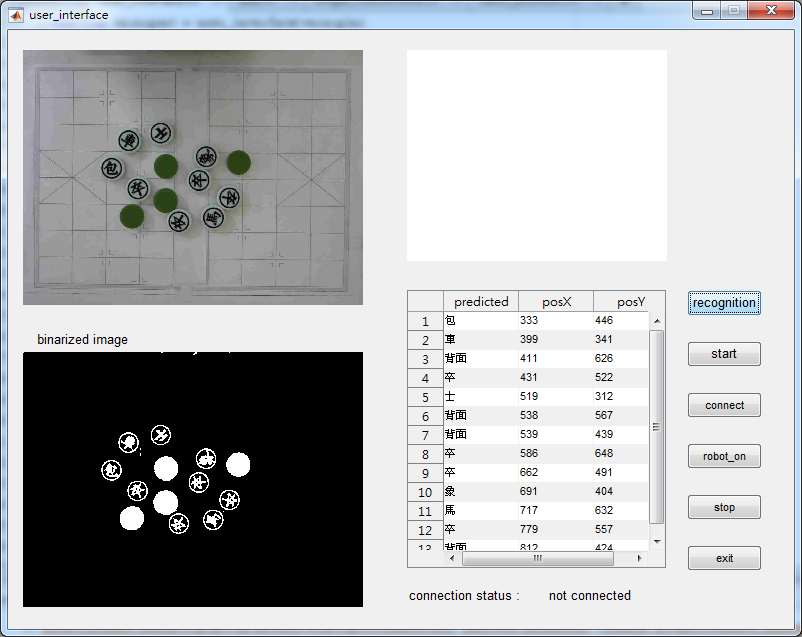 user_interface
binarized image
predicted posX posY
1 包 333 446
2 車 399 341
3 背面 411 626
4 卒 431 522
5 士 519 312
6 背面 538 567
7 背面 539 439
8 卒 586 648
9 卒 662 491
10 象 691 404
11 馬 717 632
12 卒 779 557
13 背面 812 424
recognition
start
connect
robot_on
stop
exit
connection status : not connected